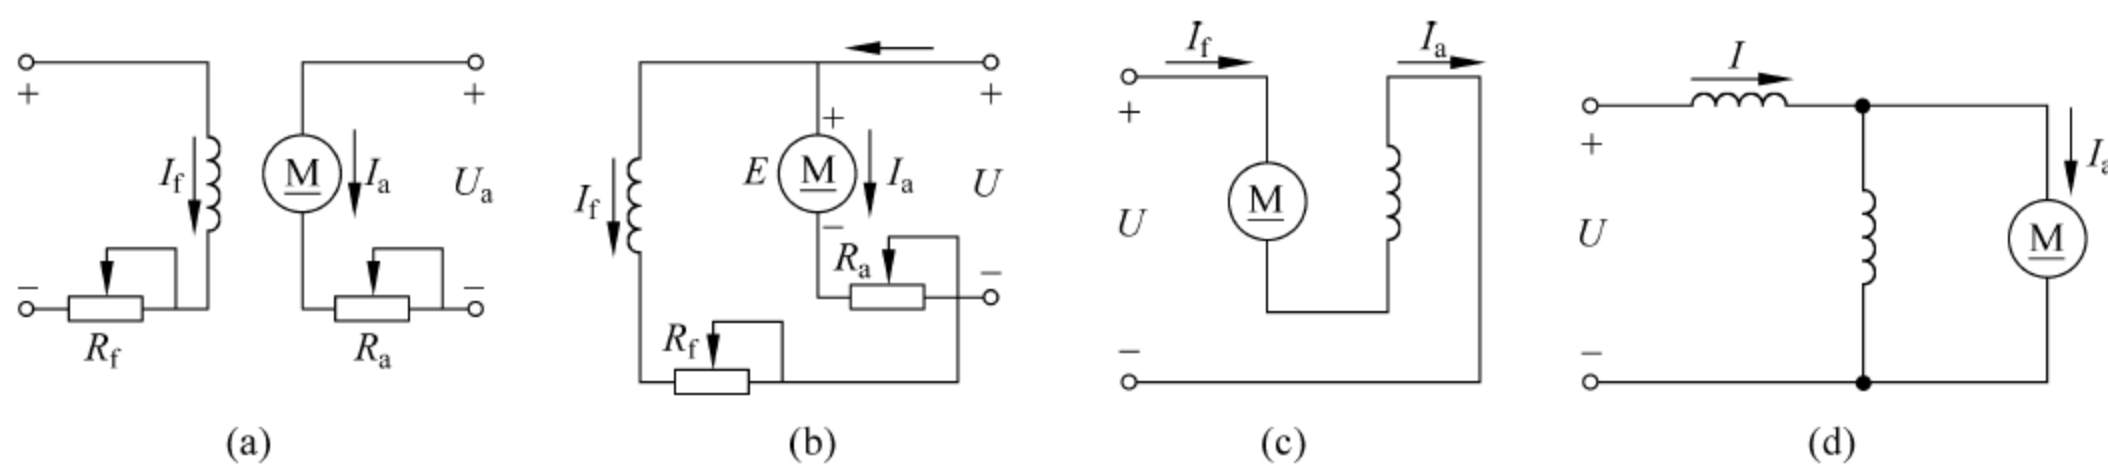 + I_f M I_a U_a +
− R_f R_a −
(a)
+
+
I_f E M I_a U
−
R_a −
R_f
(b)
I_f I_a
+
U M
−
(c)
I
+
I_a
U M
−
(d)